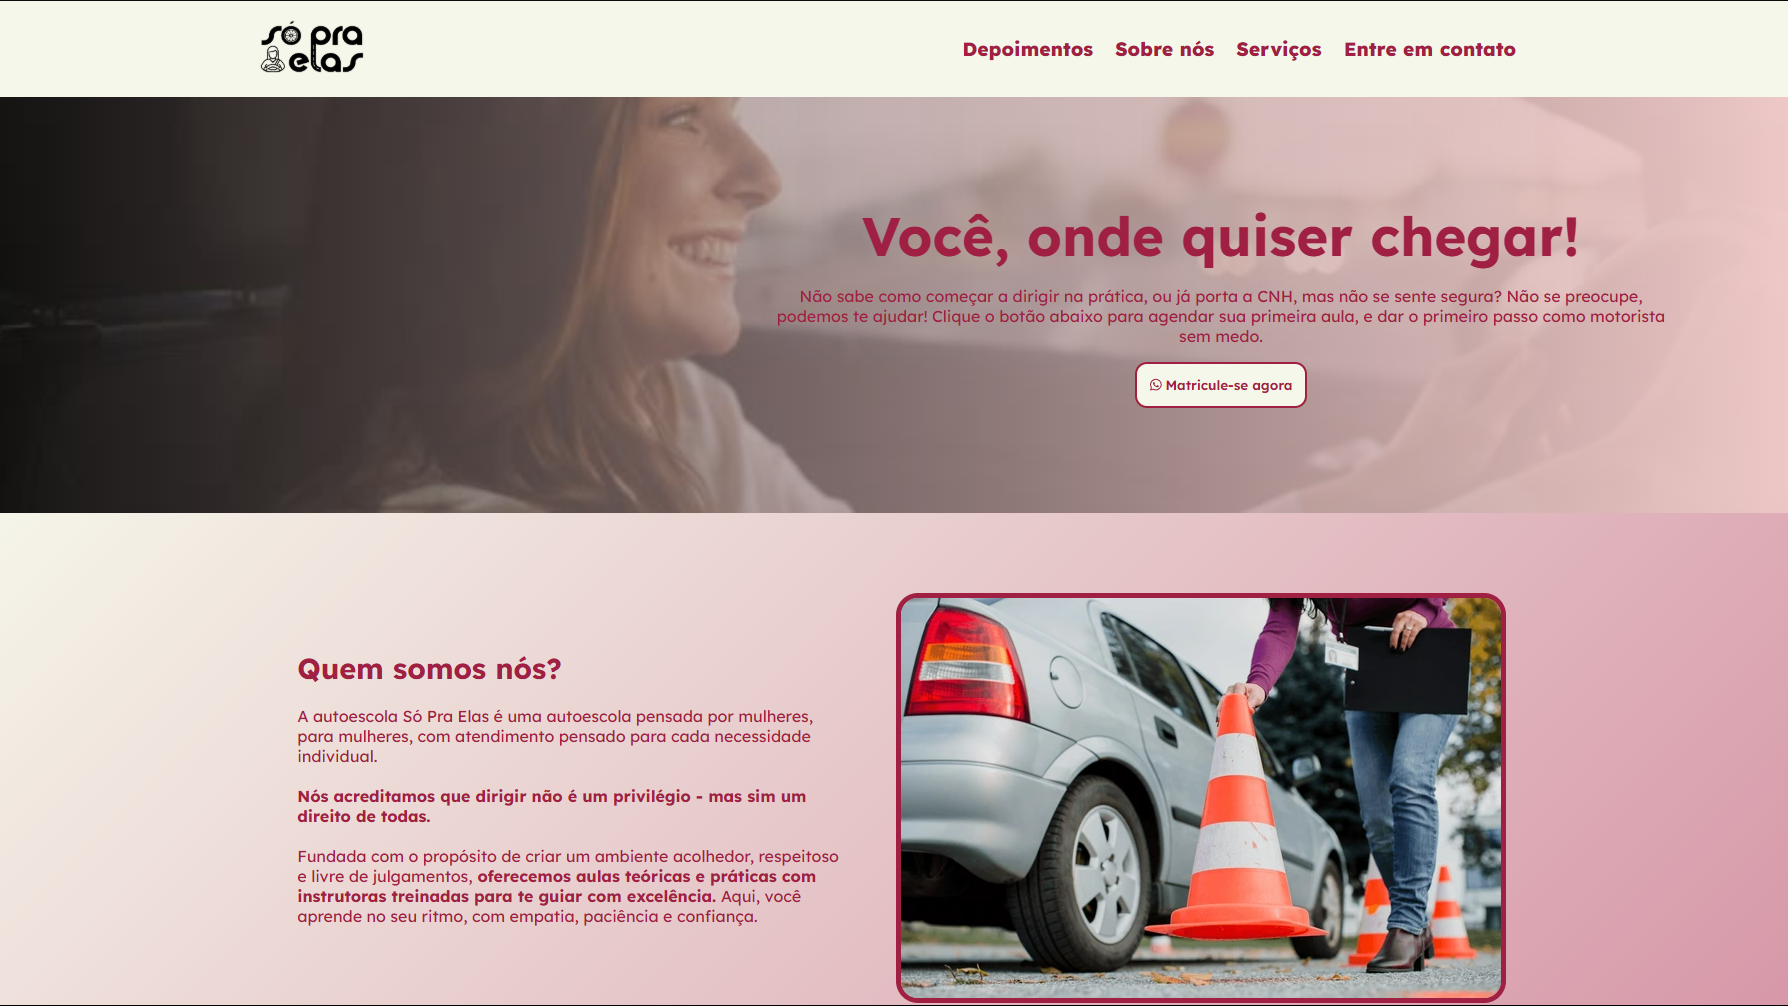 só pra
elas
Depoimentos Sobre nós Serviços Entre em contato
Você, onde quiser chegar!
Não sabe como começar a dirigir na prática, ou já porta a CNH, mas não se sente segura? Não se preocupe,
podemos te ajudar! Clique o botão abaixo para agendar sua primeira aula, e dar o primeiro passo como motorista
sem medo.
Matricule-se agora
Quem somos nós?
A autoescola Só Pra Elas é uma autoescola pensada por mulheres,
para mulheres, com atendimento pensado para cada necessidade
individual.
Nós acreditamos que dirigir não é um privilégio - mas sim um
direito de todas.
Fundada com o propósito de criar um ambiente acolhedor, respeitoso
e livre de julgamentos, oferecemos aulas teóricas e práticas com
instrutoras treinadas para te guiar com excelência. Aqui, você
aprende no seu ritmo, com empatia, paciência e confiança.